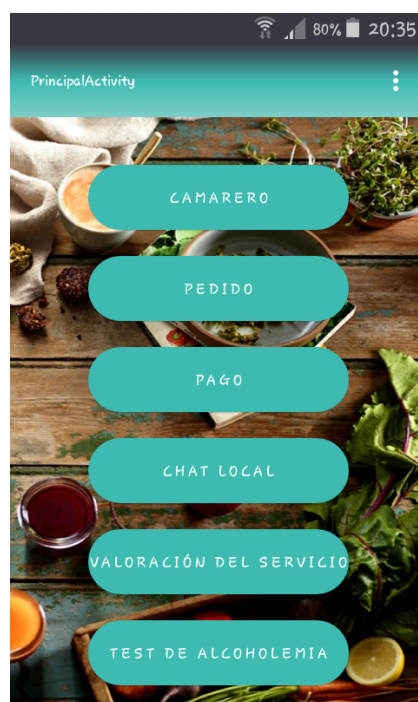 80% 20:35
PrincipalActivity
CAMARERO
PEDIDO
PAGO
CHAT LOCAL
VALORACIÓN DEL SERVICIO
TEST DE ALCOHOLEMIA